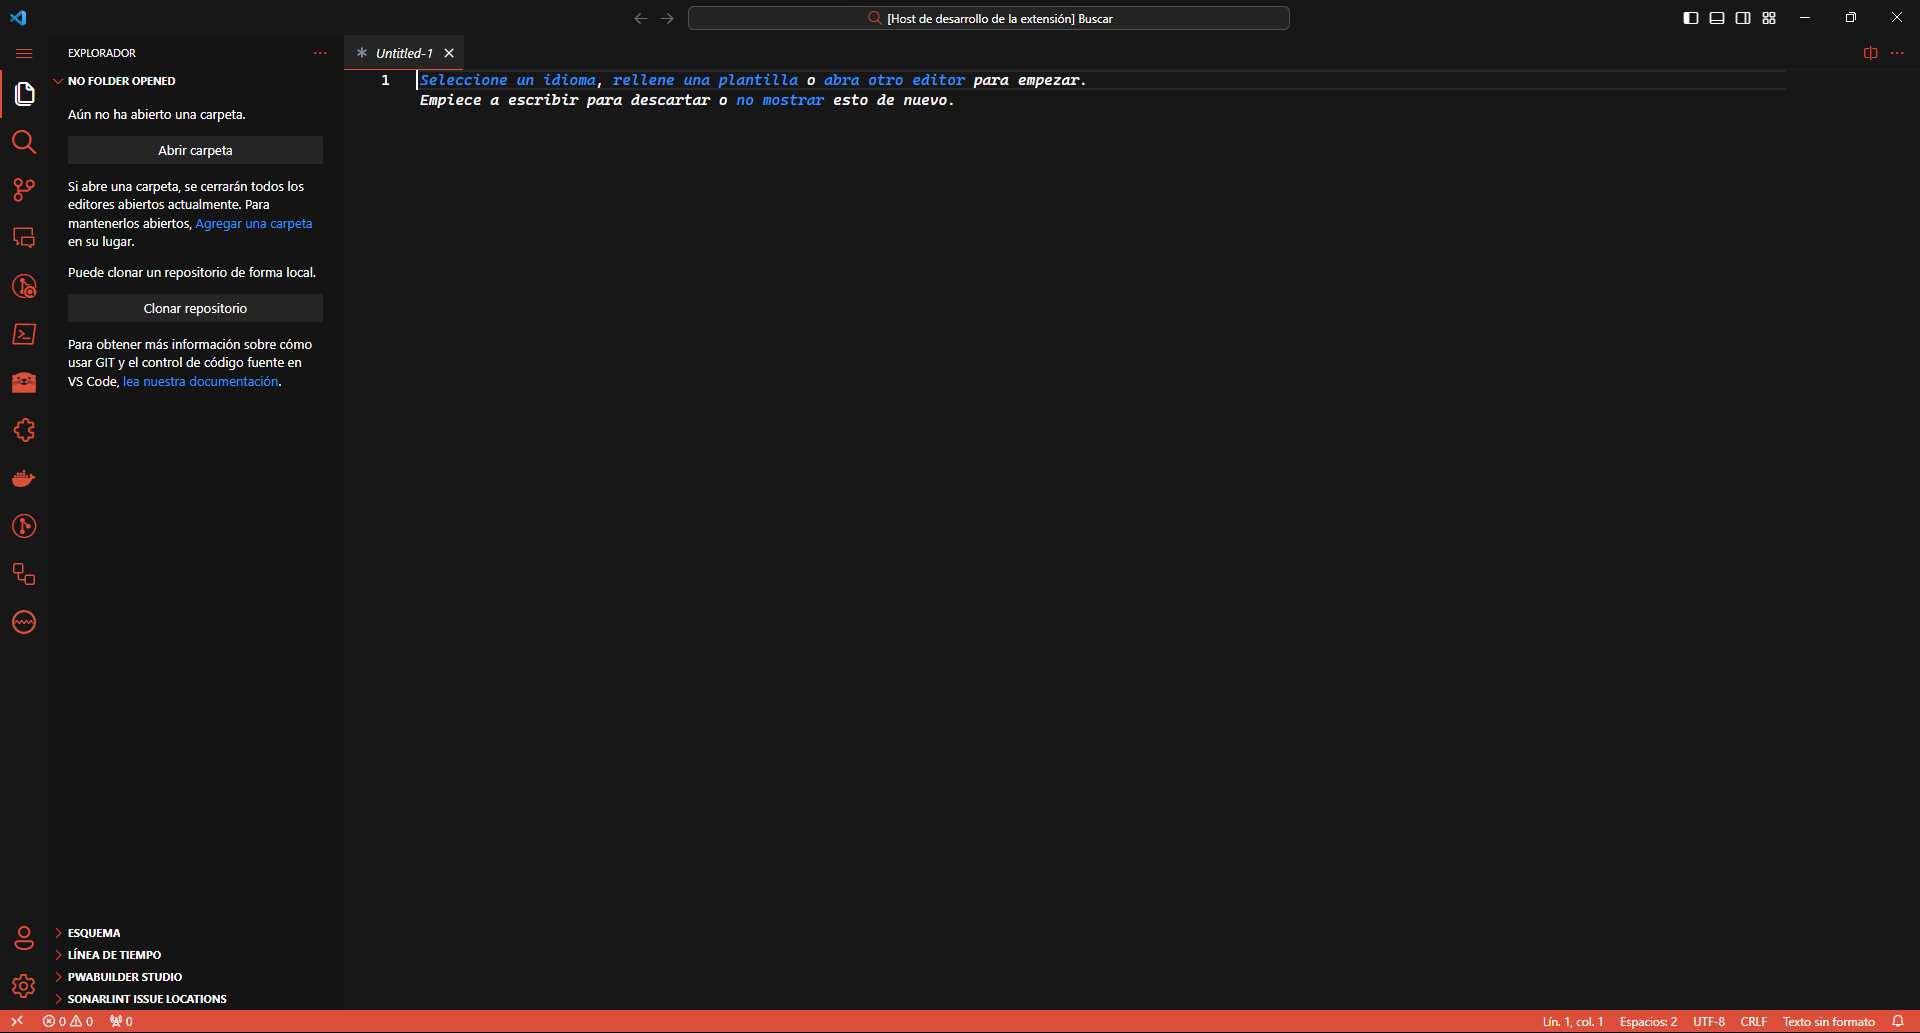 [Host de desarrollo de la extensión] Buscar
EXPLORADOR
NO FOLDER OPENED
Aún no ha abierto una carpeta.
Abrir carpeta
Si abre una carpeta, se cerrarán todos los
editores abiertos actualmente. Para
mantenerlos abiertos, Agregar una carpeta
en su lugar.
Puede clonar un repositorio de forma local.
Clonar repositorio
Para obtener más información sobre cómo
usar GIT y el control de código fuente en
VS Code, lea nuestra documentación.
ESQUEMA
LÍNEA DE TIEMPO
PWABUILDER STUDIO
SONARLINT ISSUE LOCATIONS
Untitled-1
1 Seleccione un idioma, rellene una plantilla o abra otro editor para empezar.
Empiece a escribir para descartar o no mostrar esto de nuevo.
0 0 0 Lín. 1, col. 1 Espacios: 2 UTF-8 CRLF Texto sin formato